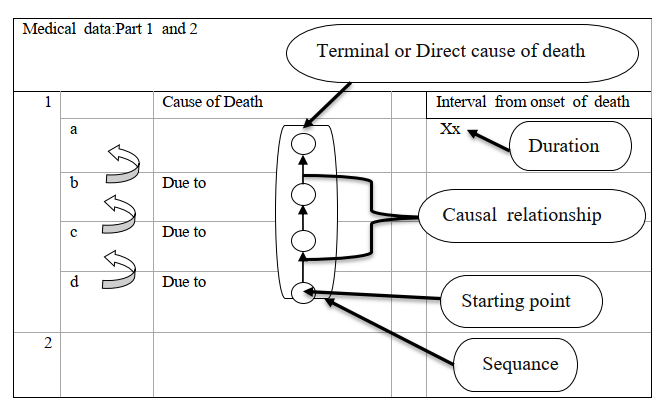 Medical data:Part 1 and 2
Terminal or Direct cause of death
1
Cause of Death
Interval from onset of death
a
Xx
Duration
b
Due to
Causal relationship
c
Due to
d
Due to
Starting point
2
Sequance